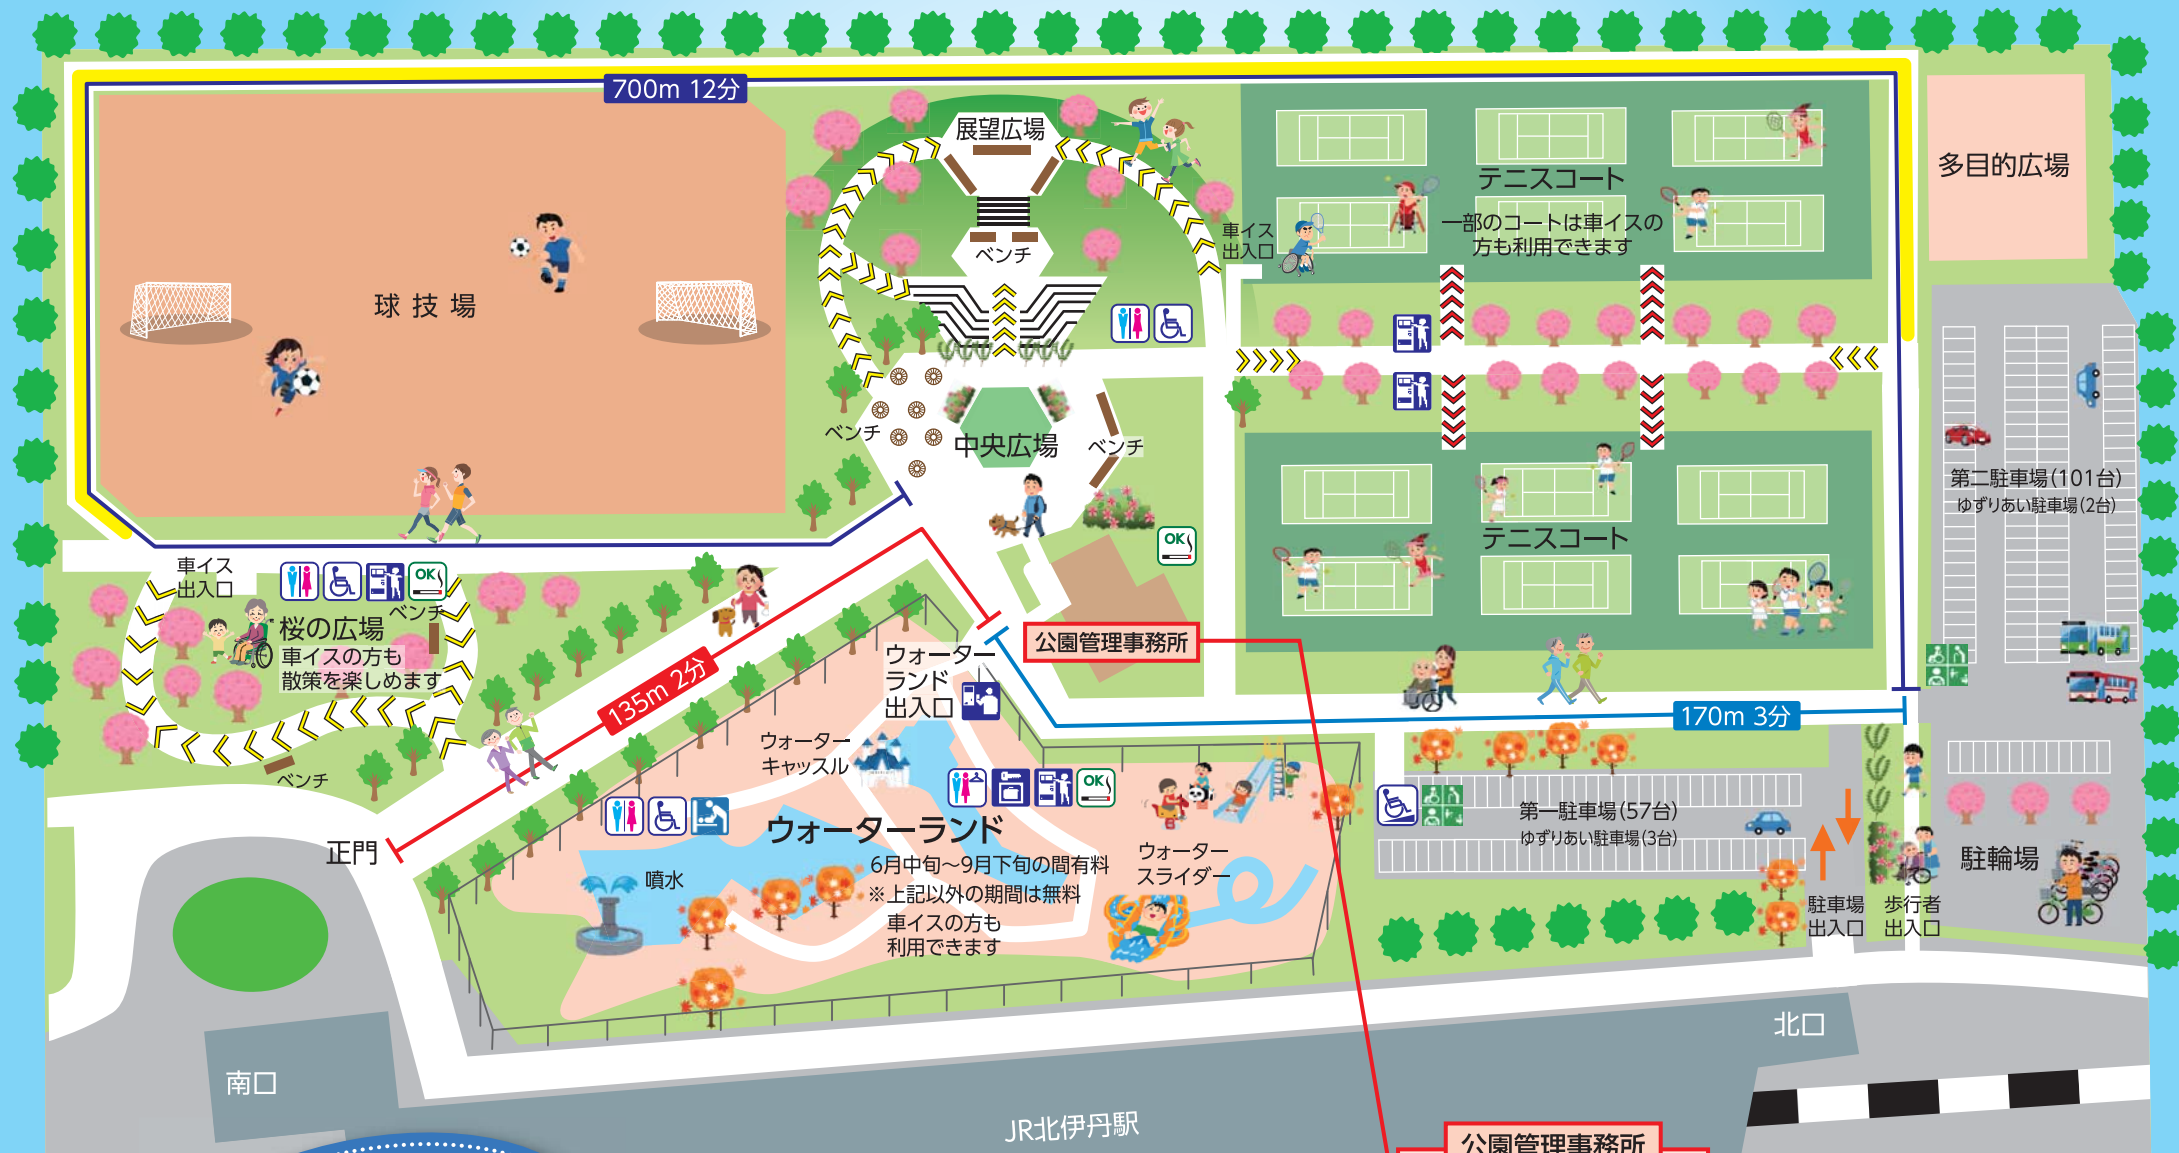 700m 12分
展望広場
ベンチ
テニスコート
一部のコートは車イスの
方も利用できます
車イス
出入口
多目的広場
球技場
ベンチ
中央広場
ベンチ
OK
テニスコート
第二駐車場(101台)
ゆずりあい駐車場(2台)
車イス
出入口
OK
ベンチ
桜の広場
車イスの方も
散策を楽しめます
ベンチ
135m 2分
公園管理事務所
ウォーター
ランド
出入口
170m 3分
ウォーター
キャッスル
OK
ウォーターランド
6月中旬～9月下旬の間有料
※上記以外の期間は無料
車イスの方も
利用できます
噴水
ウォーター
スライダー
第一駐車場(57台)
ゆずりあい駐車場(3台)
駐車場
出入口
歩行者
出入口
駐輪場
正門
南口
北口
JR北伊丹駅
公園管理事務所